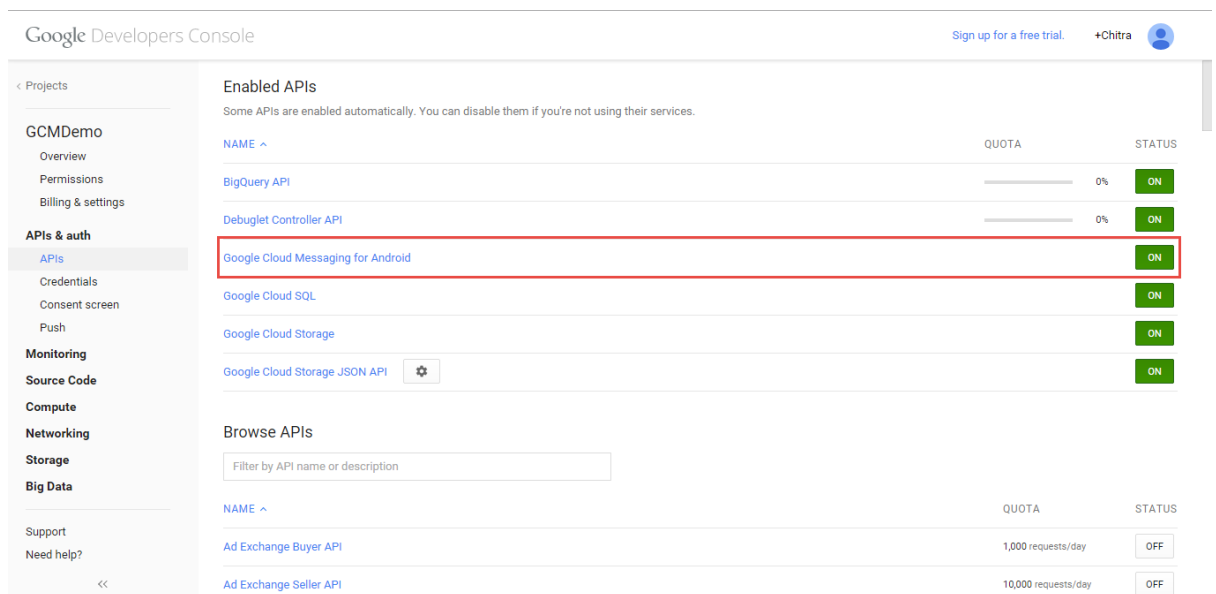 Google Developers Console
Sign up for a free trial. +Chitra
< Projects
GCMDemo
Overview
Permissions
Billing & settings
APIs & auth
APIs
Credentials
Consent screen
Push
Monitoring
Source Code
Compute
Networking
Storage
Big Data
Support
Need help?
<<
Enabled APIs
Some APIs are enabled automatically. You can disable them if you're not using their services.
NAME QUOTA STATUS
BigQuery API 0% ON
Debuglet Controller API 0% ON
Google Cloud Messaging for Android ON
Google Cloud SQL ON
Google Cloud Storage ON
Google Cloud Storage JSON API ON
Browse APIs
Filter by API name or description
NAME QUOTA STATUS
Ad Exchange Buyer API 1,000 requests/day OFF
Ad Exchange Seller API 10,000 requests/day OFF